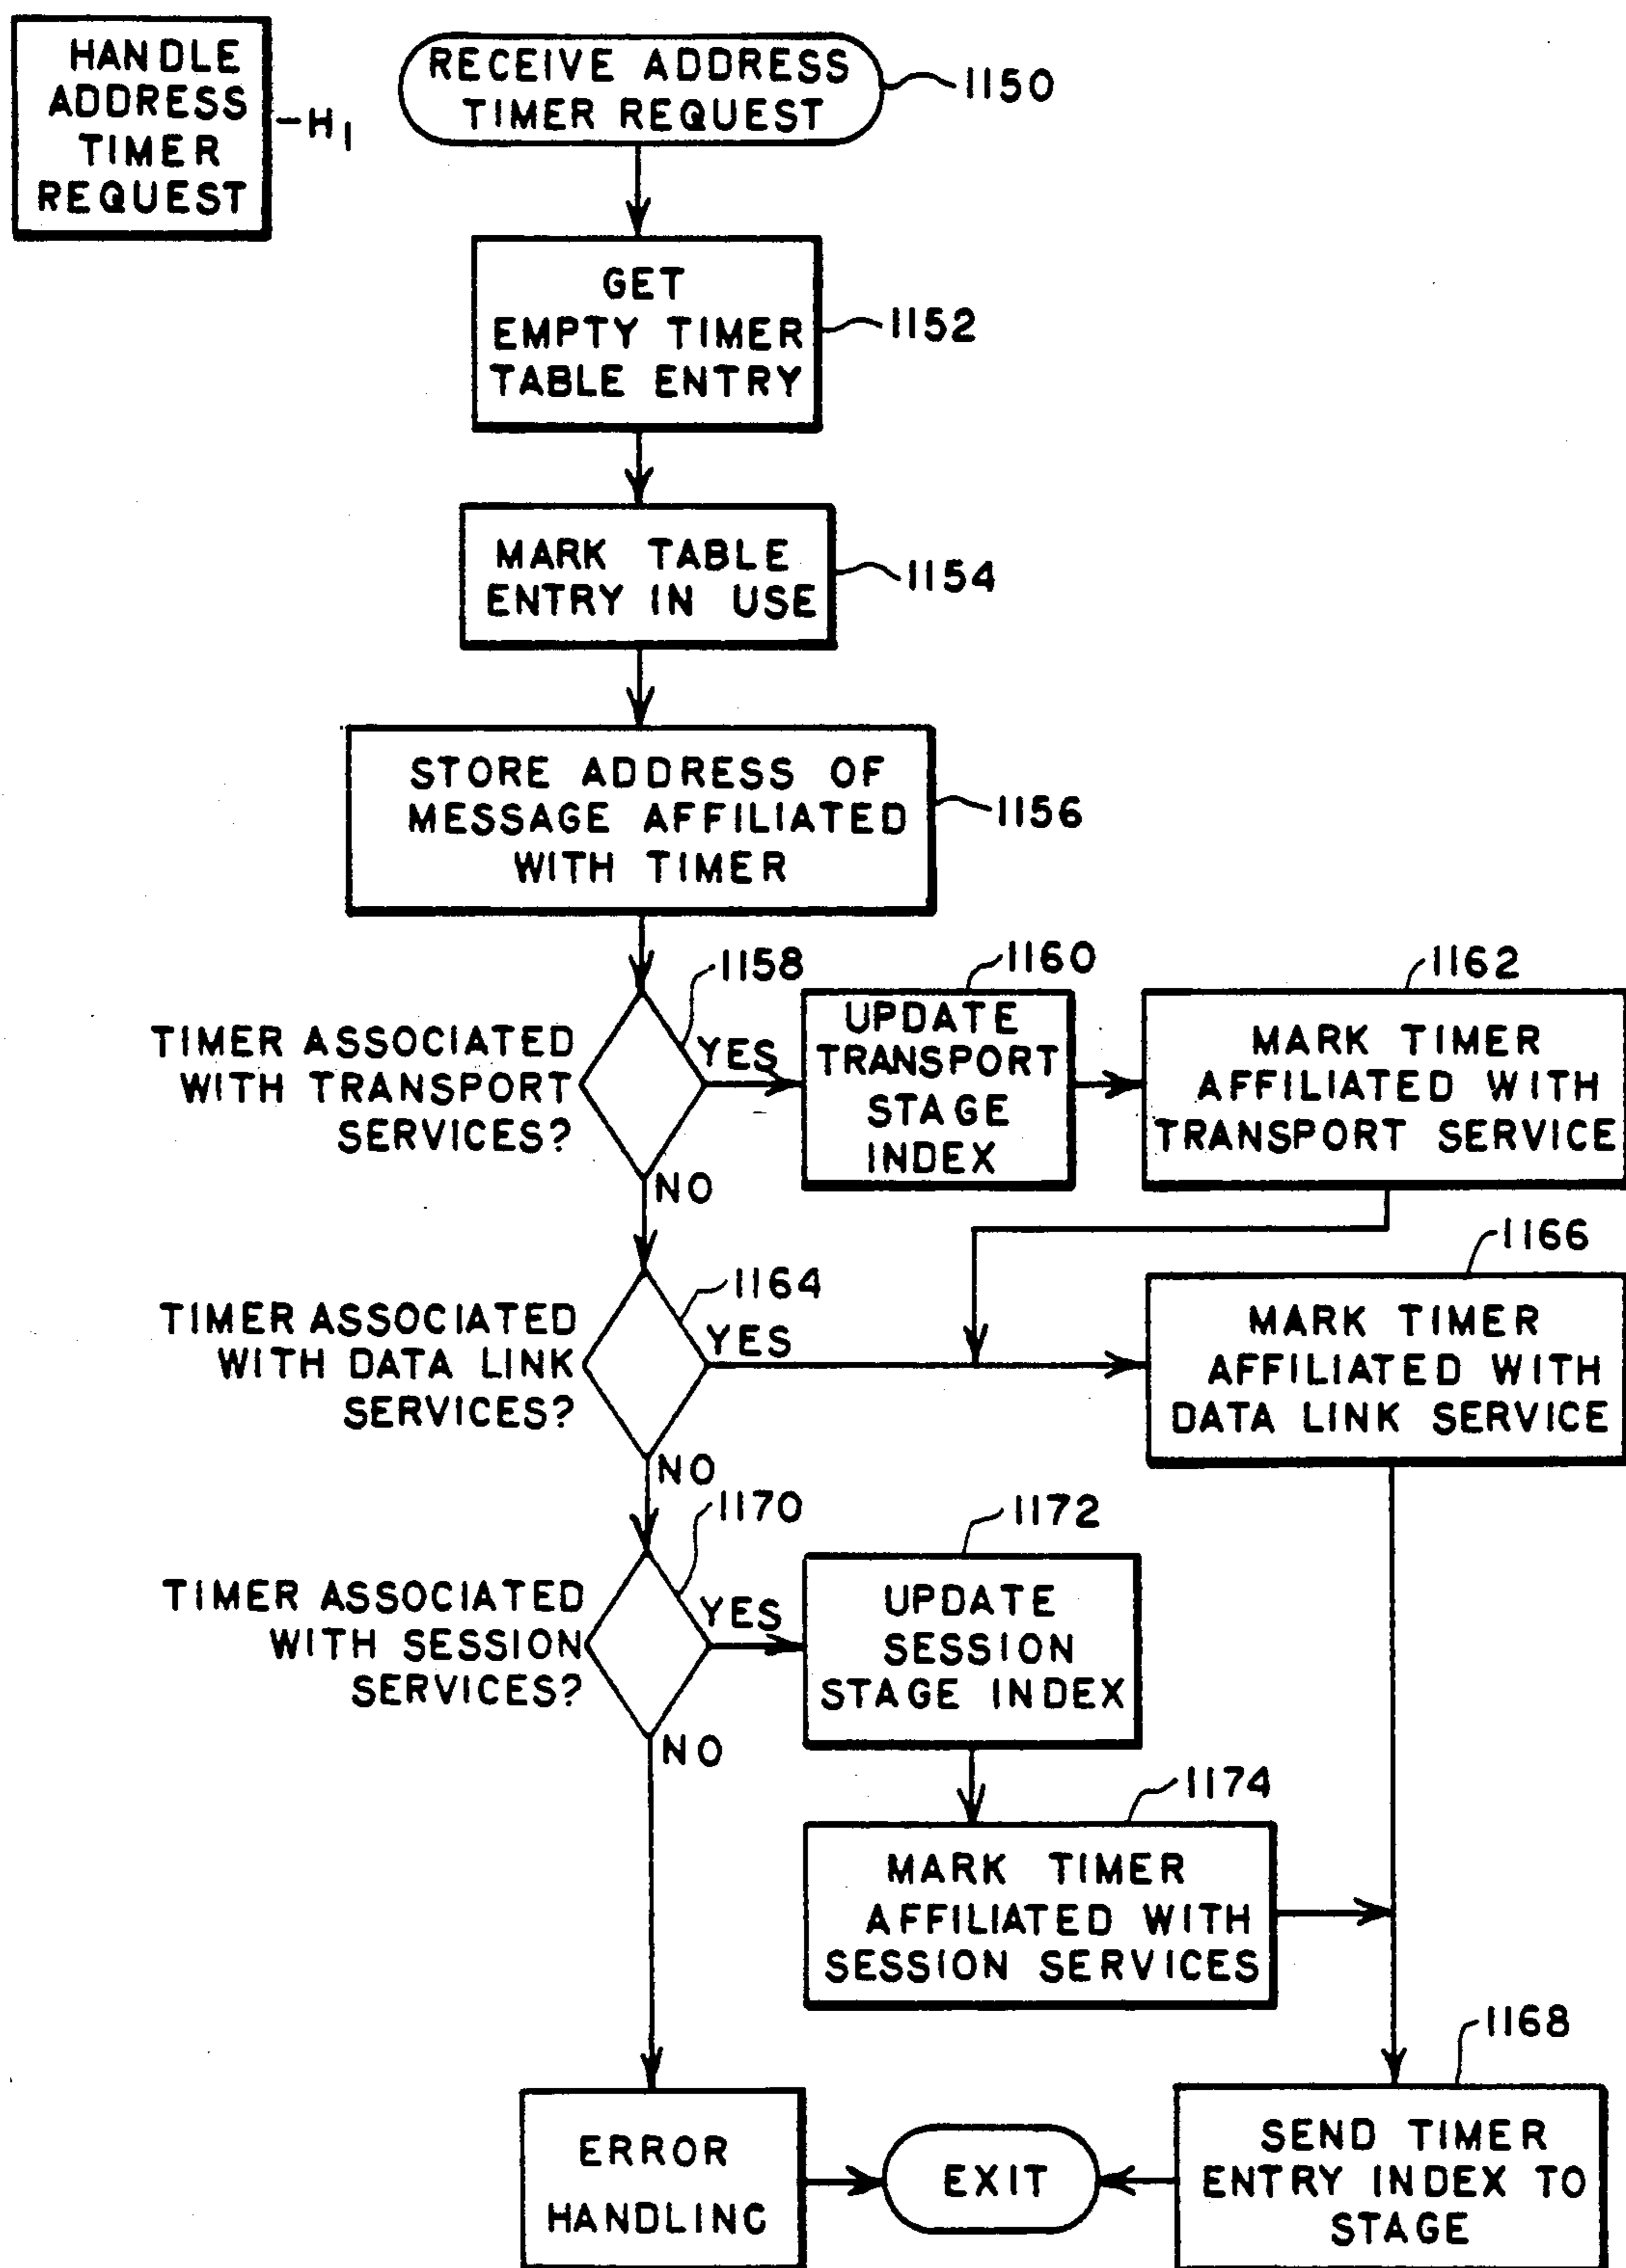 HANDLE
ADDRESS
TIMER
REQUEST
-H1
RECEIVE ADDRESS
TIMER REQUEST
1150
GET
EMPTY TIMER
TABLE ENTRY
1152
MARK TABLE
ENTRY IN USE
1154
STORE ADDRESS OF
MESSAGE AFFILIATED
WITH TIMER
1156
TIMER ASSOCIATED
WITH TRANSPORT
SERVICES?
1158
YES
NO
1160
UPDATE
TRANSPORT
STAGE
INDEX
1162
MARK TIMER
AFFILIATED WITH
TRANSPORT SERVICE
TIMER ASSOCIATED
WITH DATA LINK
SERVICES?
1164
YES
NO
1166
MARK TIMER
AFFILIATED WITH
DATA LINK SERVICE
TIMER ASSOCIATED
WITH SESSION
SERVICES?
1170
YES
NO
1172
UPDATE
SESSION
STAGE INDEX
1174
MARK TIMER
AFFILIATED WITH
SESSION SERVICES
ERROR
HANDLING
EXIT
1168
SEND TIMER
ENTRY INDEX TO
STAGE